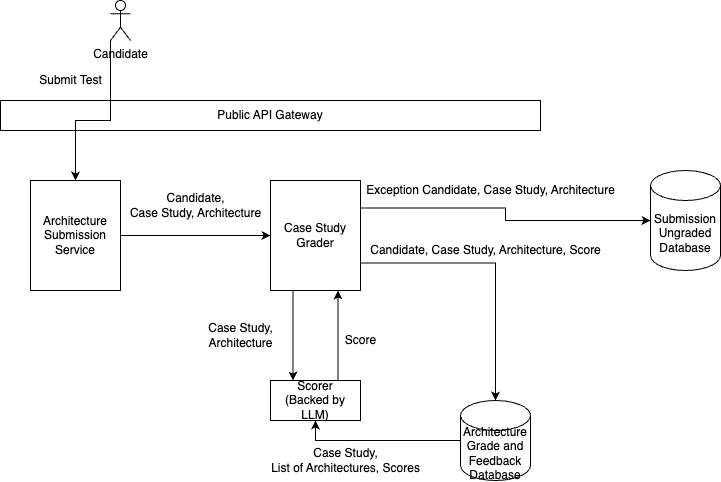 Candidate
Submit Test
Public API Gateway
Architecture
Submission
Service
Candidate,
Case Study, Architecture
Case Study
Grader
Exception Candidate, Case Study, Architecture
Submission
Ungraded
Database
Candidate, Case Study, Architecture, Score
Case Study,
Architecture
Score
Scorer
(Backed by
LLM)
Architecture
Grade and
Feedback
Database
Case Study,
List of Architectures, Scores